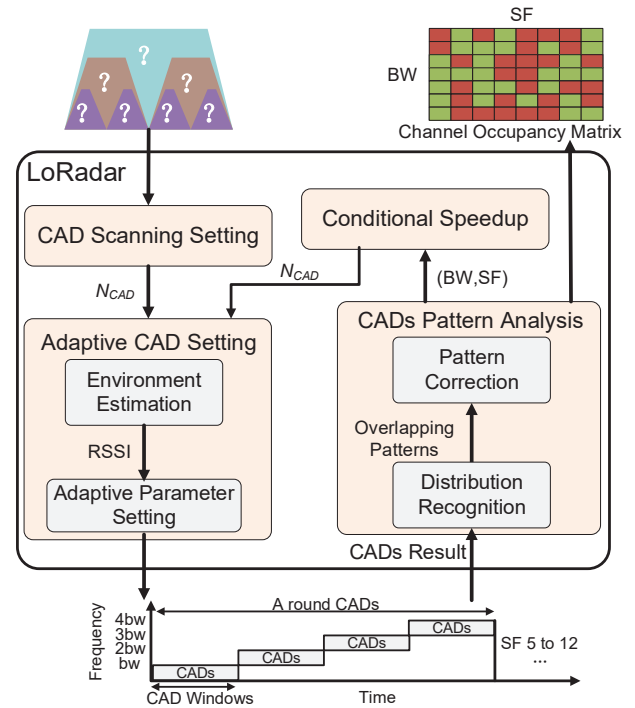 SF
?
? ?
? ? ? ?
BW
Channel Occupancy Matrix
LoRadar
CAD Scanning Setting
Conditional Speedup
N_CAD
N_CAD
(BW,SF)
Adaptive CAD Setting
CADs Pattern Analysis
Environment
Estimation
Pattern
Correction
RSSI
Overlapping
Patterns
Adaptive Parameter
Setting
Distribution
Recognition
CADs Result
Frequency
4bw
3bw
2bw
bw
A round CADs
CADs
CADs
CADs
CADs
SF 5 to 12
...
CAD Windows
Time